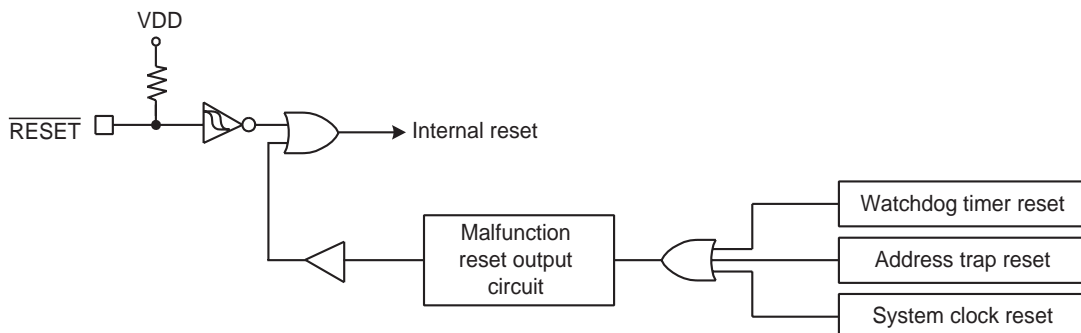 VDD
RESET
Internal reset
Watchdog timer reset
Malfunction
reset output
circuit
Address trap reset
System clock reset